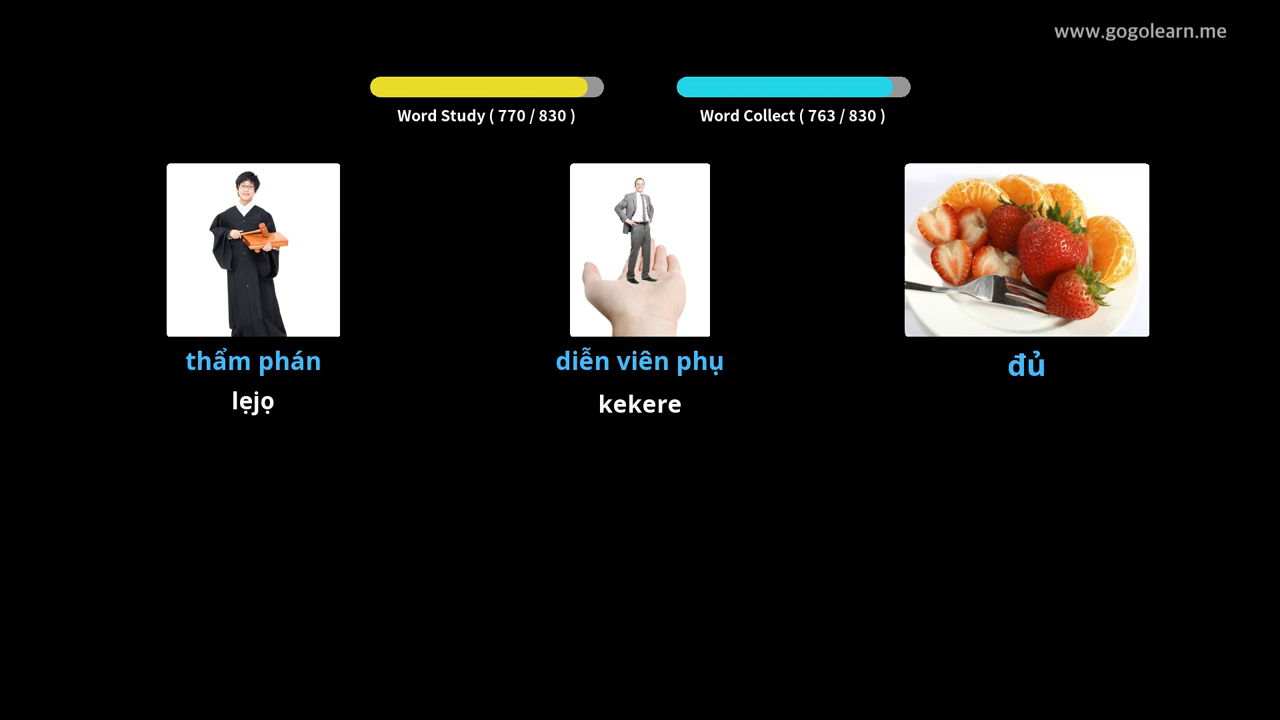 www.gogolearn.me
Word Study ( 770 / 830 )
Word Collect ( 763 / 830 )
thẩm phán
diễn viên phụ
đủ
lẹjọ
kekere